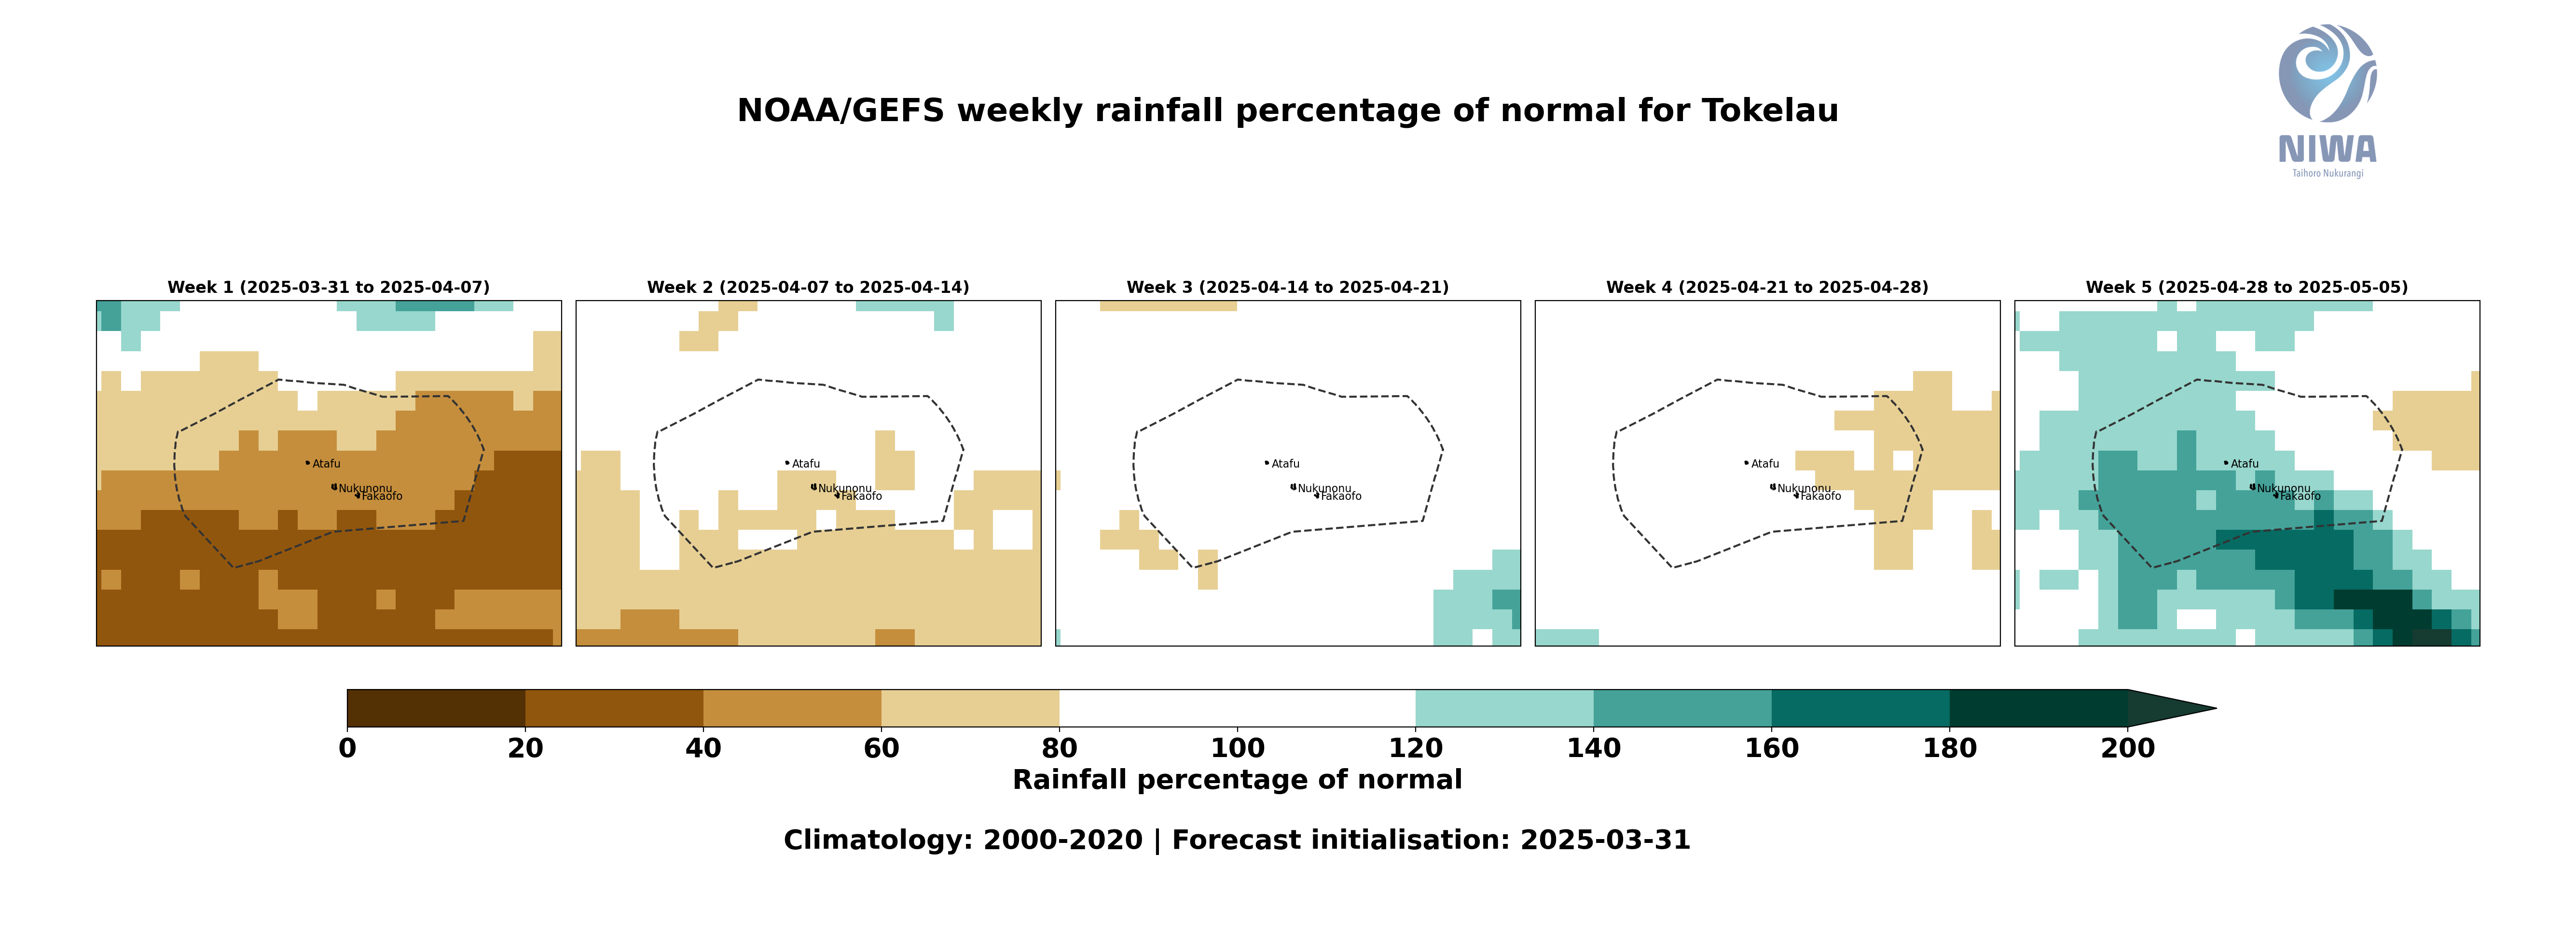 NOAA/GEFS weekly rainfall percentage of normal for Tokelau
NIWA
Taihoro Nukurangi
Week 1 (2025-03-31 to 2025-04-07)
Week 2 (2025-04-07 to 2025-04-14)
Week 3 (2025-04-14 to 2025-04-21)
Week 4 (2025-04-21 to 2025-04-28)
Week 5 (2025-04-28 to 2025-05-05)
Atafu
Nukunonu
Fakaofo
Atafu
Nukunonu
Fakaofo
Atafu
Nukunonu
Fakaofo
Atafu
Nukunonu
Fakaofo
Atafu
Nukunonu
Fakaofo
0 20 40 60 80 100 120 140 160 180 200
Rainfall percentage of normal
Climatology: 2000-2020 | Forecast initialisation: 2025-03-31